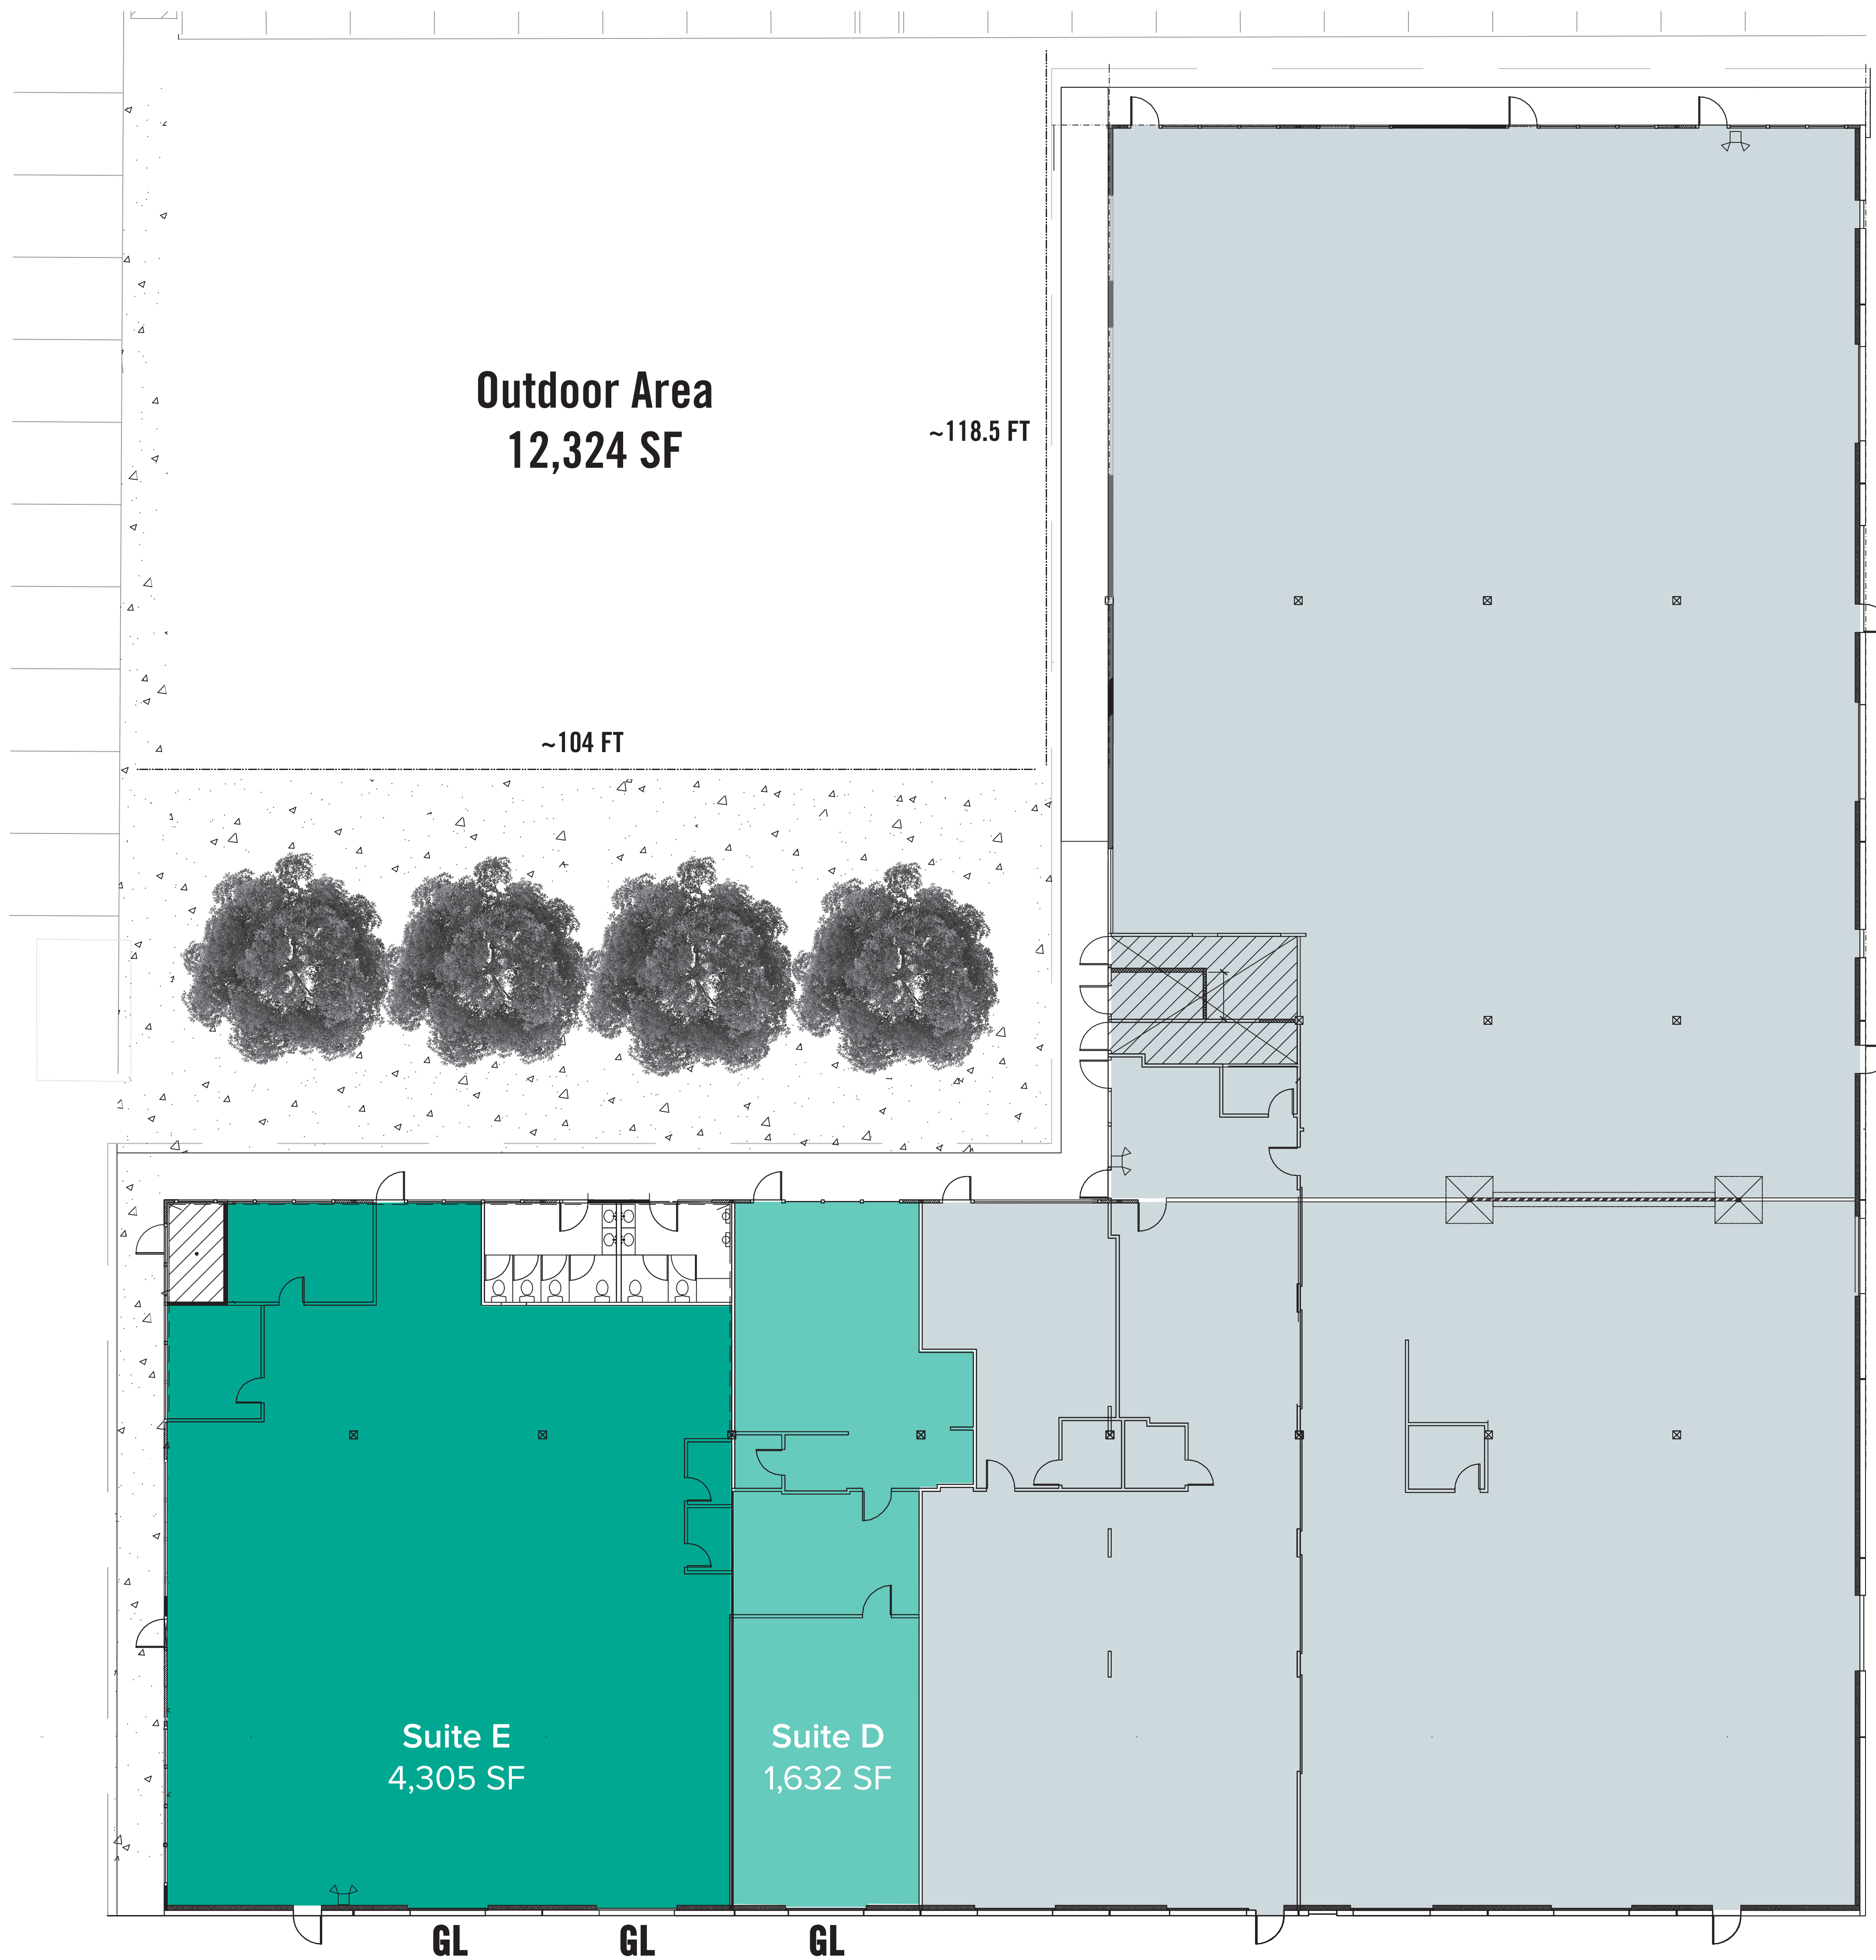 Outdoor Area
12,324 SF
~118.5 FT
~104 FT
Suite E
4,305 SF
Suite D
1,632 SF
GL
GL
GL